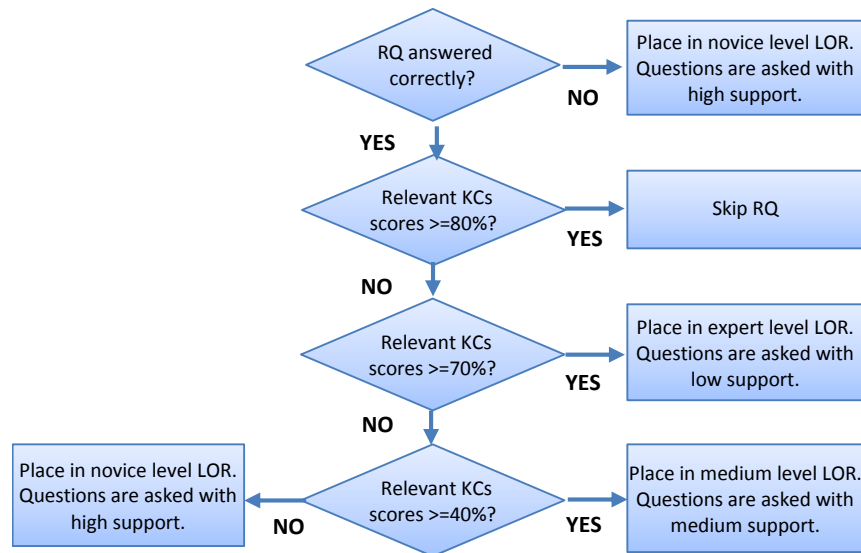 RQ answered
correctly?
NO
Place in novice level LOR.
Questions are asked with
high support.
YES
Relevant KCs
scores >=80%?
YES
Skip RQ
NO
Relevant KCs
scores >=70%?
YES
Place in expert level LOR.
Questions are asked with
low support.
NO
Place in novice level LOR.
Questions are asked with
high support.
NO
Relevant KCs
scores >=40%?
YES
Place in medium level LOR.
Questions are asked with
medium support.